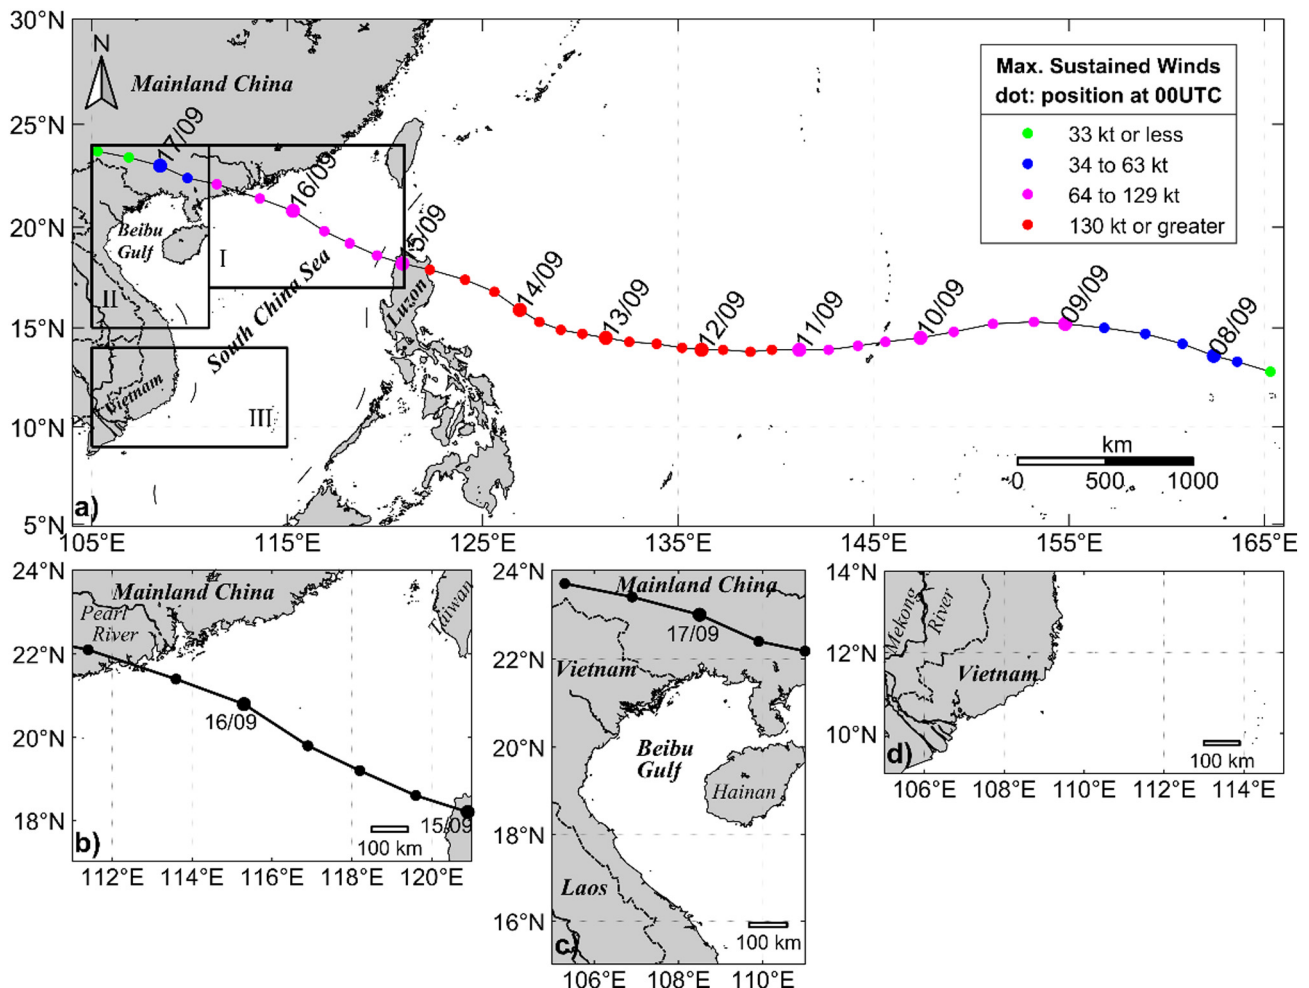 30°N
25°N
20°N
15°N
10°N
5°N
105°E
115°E
125°E
135°E
145°E
155°E
165°E
N
Mainland China
Beibu
Gulf
South China Sea
Luzon
Vietnam
I
II
III
17/09
16/09
15/09
14/09
13/09
12/09
11/09
10/09
09/09
08/09
Max. Sustained Winds
dot: position at 00UTC
33 kt or less
34 to 63 kt
64 to 129 kt
130 kt or greater
km
0 500 1000
a)
24°N
22°N
20°N
18°N
112°E
114°E
116°E
118°E
120°E
Mainland China
Pearl
River
Taiwan
16/09
15/09
100 km
b)
24°N
22°N
20°N
18°N
16°N
106°E
108°E
110°E
Mainland China
17/09
Vietnam
Beibu
Gulf
Hainan
Laos
100 km
c)
14°N
12°N
10°N
106°E
108°E
110°E
112°E
114°E
Mekong
River
Vietnam
100 km
d)